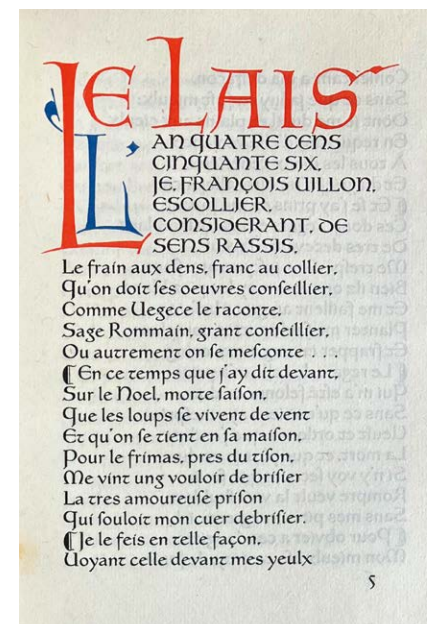 LE LAIS
L'AN QUATRE CENS
CINQUANTE SIX,
JE, FRANÇOIS UILLON,
ESCOLLIER,
CONSIDERANT, DE
SENS RASSIS,
Le frain aux dens, franc au collier,
Qu'on doit ſes oeuvres conſeillier,
Comme Uegece le raconte,
Sage Rommain, grant conſeillier,
Ou autrement on ſe meſconte . . .
¶ En ce temps que j'ay dit devant,
Sur le Noel, morte ſaiſon,
Que les loups ſe vivent de vent
Et qu'on ſe tient en ſa maiſon,
Pour le frimas, pres du tiſon,
Me vint ung vouloir de briſier
La tres amoureuſe priſon
Qui ſouloit mon cuer debriſier.
¶ Je le feis en telle façon,
Uoyant celle devant mes yeulx
5